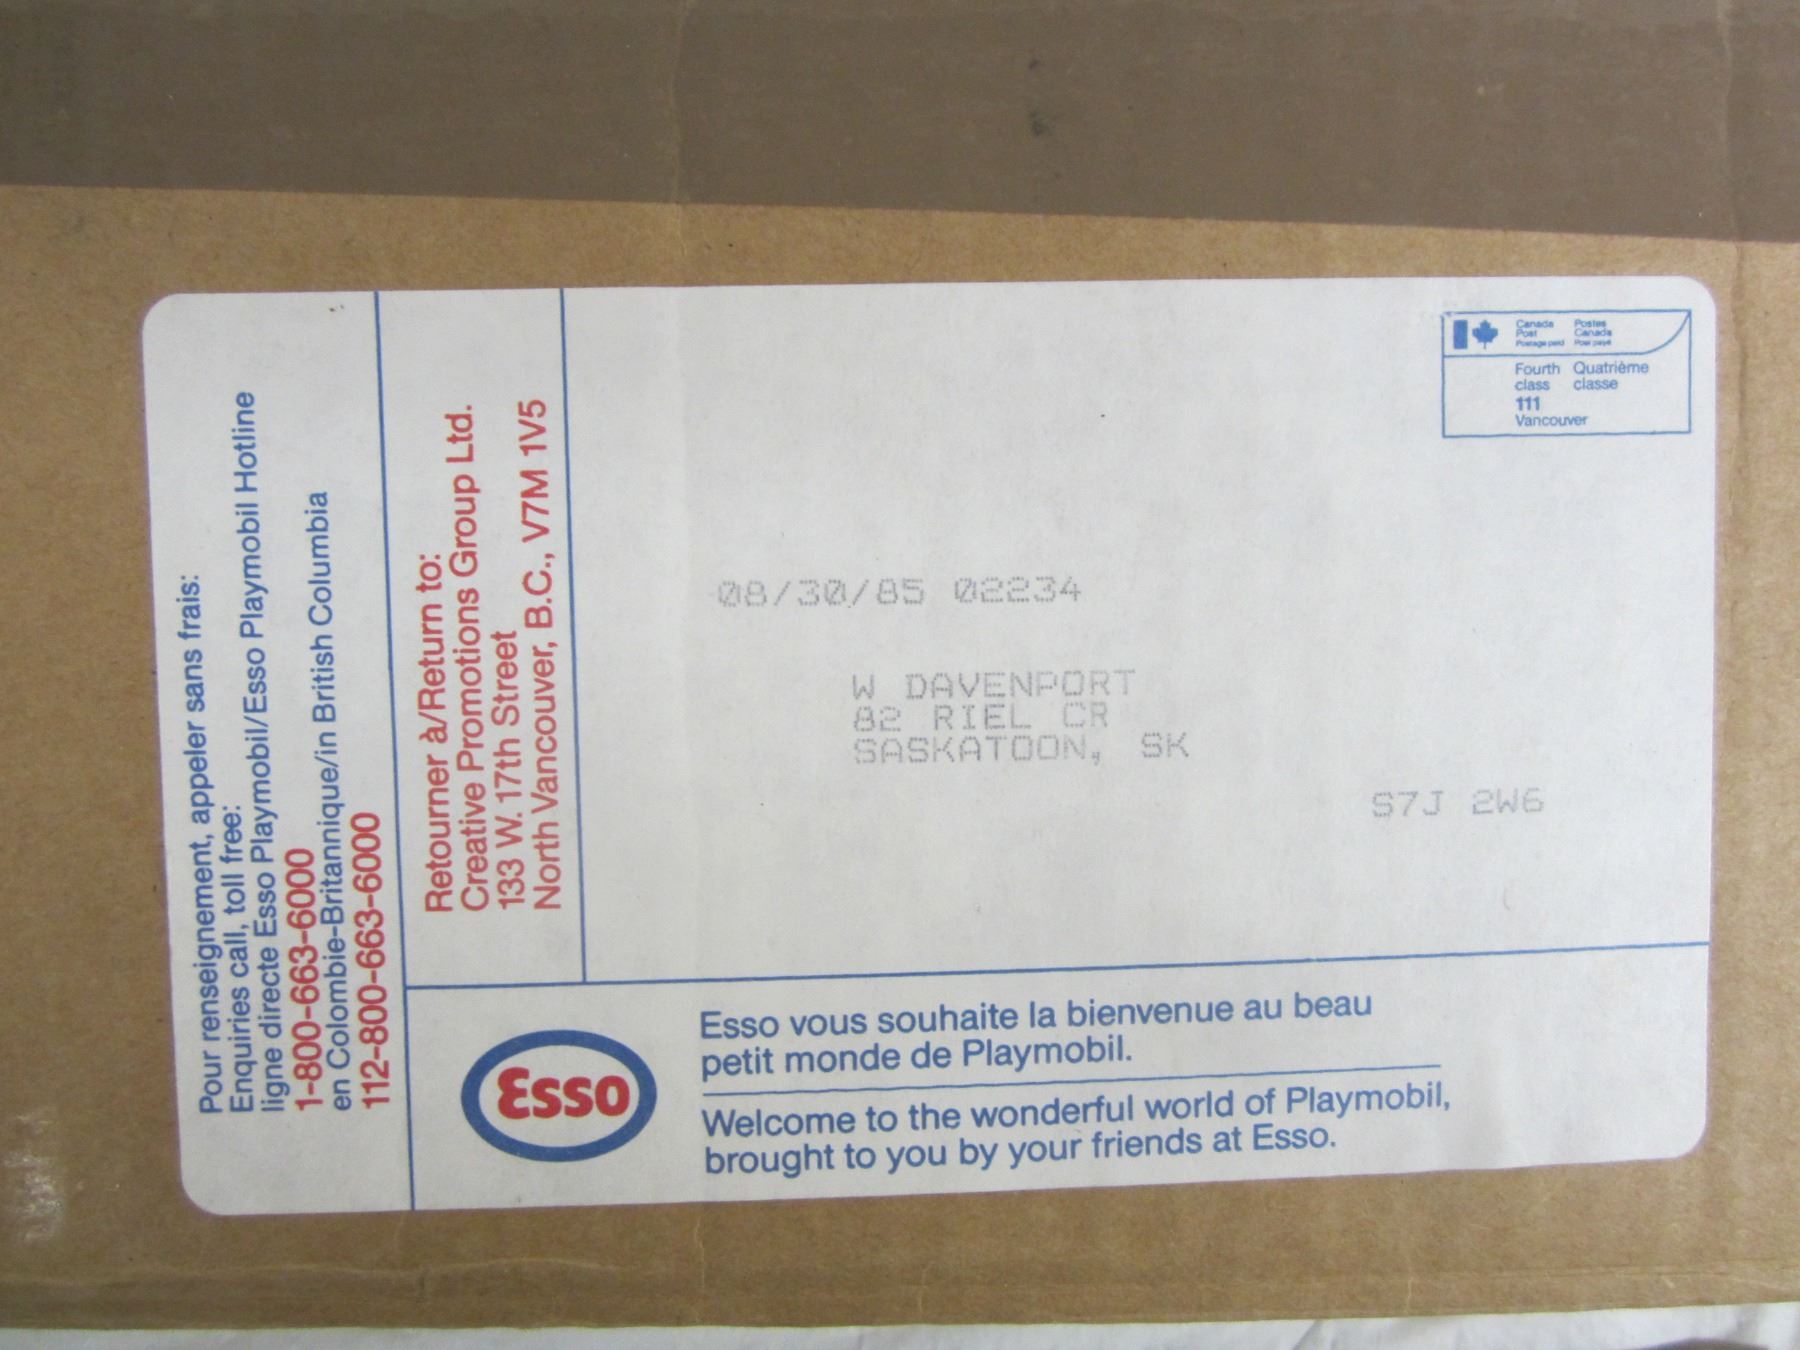 Pour renseignement, appeler sans frais:
Enquiries call, toll free:
ligne directe Esso Playmobil/Esso Playmobil Hotline
1-800-663-6000
en Colombie-Britannique/in British Columbia
112-800-663-6000
Retourner à/Return to:
Creative Promotions Group Ltd.
133 W. 17th Street
North Vancouver, B.C., V7M 1V5
Canada Postes
Post Canada
Postage paid Port payé
Fourth Quatrième
class classe
111
Vancouver
08/30/85 02234
W DAVENPORT
82 RIEL CR
SASKATOON, SK
S7J 2W6
Esso
Esso vous souhaite la bienvenue au beau
petit monde de Playmobil.
Welcome to the wonderful world of Playmobil,
brought to you by your friends at Esso.